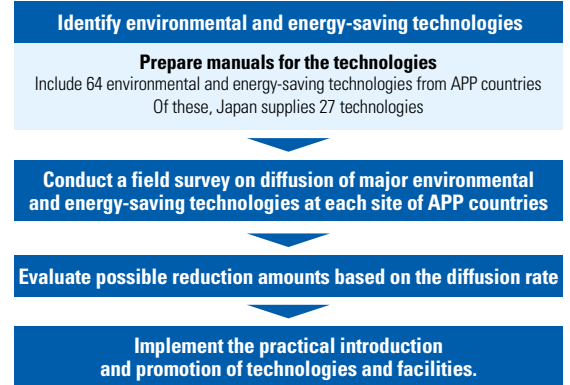 Identify environmental and energy-saving technologies
Prepare manuals for the technologies
Include 64 environmental and energy-saving technologies from APP countries
Of these, Japan supplies 27 technologies
Conduct a field survey on diffusion of major environmental
and energy-saving technologies at each site of APP countries
Evaluate possible reduction amounts based on the diffusion rate
Implement the practical introduction
and promotion of technologies and facilities.